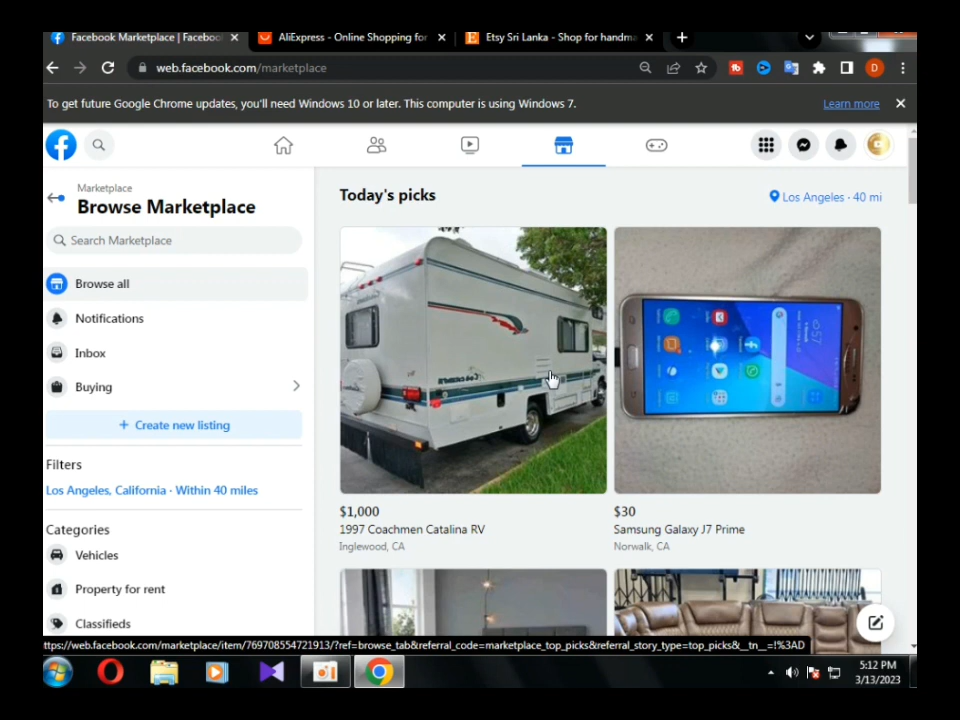 Facebook Marketplace | Faceboo
AliExpress - Online Shopping for
Etsy Sri Lanka - Shop for handma
web.facebook.com/marketplace
D
To get future Google Chrome updates, you'll need Windows 10 or later. This computer is using Windows 7.
Learn more
Marketplace
Browse Marketplace
Search Marketplace
Browse all
Notifications
Inbox
Buying
+ Create new listing
Filters
Los Angeles, California · Within 40 miles
Categories
Vehicles
Property for rent
Classifieds
Today's picks
Los Angeles · 40 mi
$1,000
1997 Coachmen Catalina RV
Inglewood, CA
$30
Samsung Galaxy J7 Prime
Norwalk, CA
ttps://web.facebook.com/marketplace/item/769708554721913/?ref=browse_tab&referral_code=marketplace_top_picks&referral_story_type=top_picks&__tn__=!%3AD
5:12 PM
3/13/2023